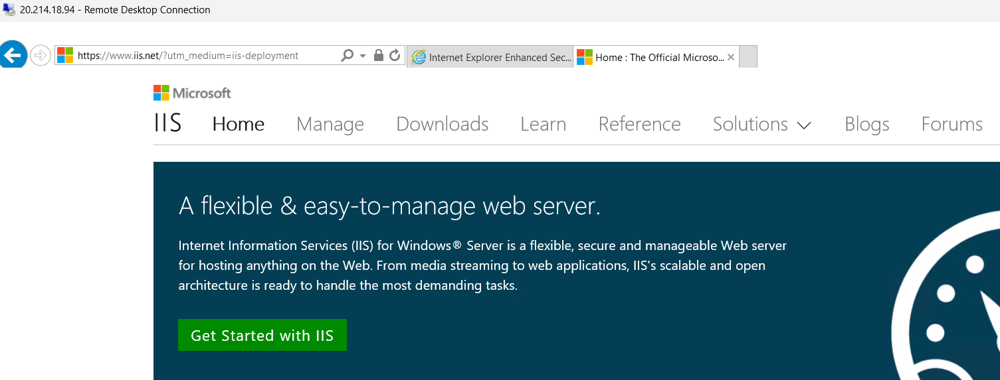 20.214.18.94 - Remote Desktop Connection
https://www.iis.net/?utm_medium=iis-deployment
Internet Explorer Enhanced Sec...
Home : The Official Microso...
Microsoft
IIS Home Manage Downloads Learn Reference Solutions Blogs Forums
A flexible & easy-to-manage web server.
Internet Information Services (IIS) for Windows® Server is a flexible, secure and manageable Web server
for hosting anything on the Web. From media streaming to web applications, IIS's scalable and open
architecture is ready to handle the most demanding tasks.
Get Started with IIS